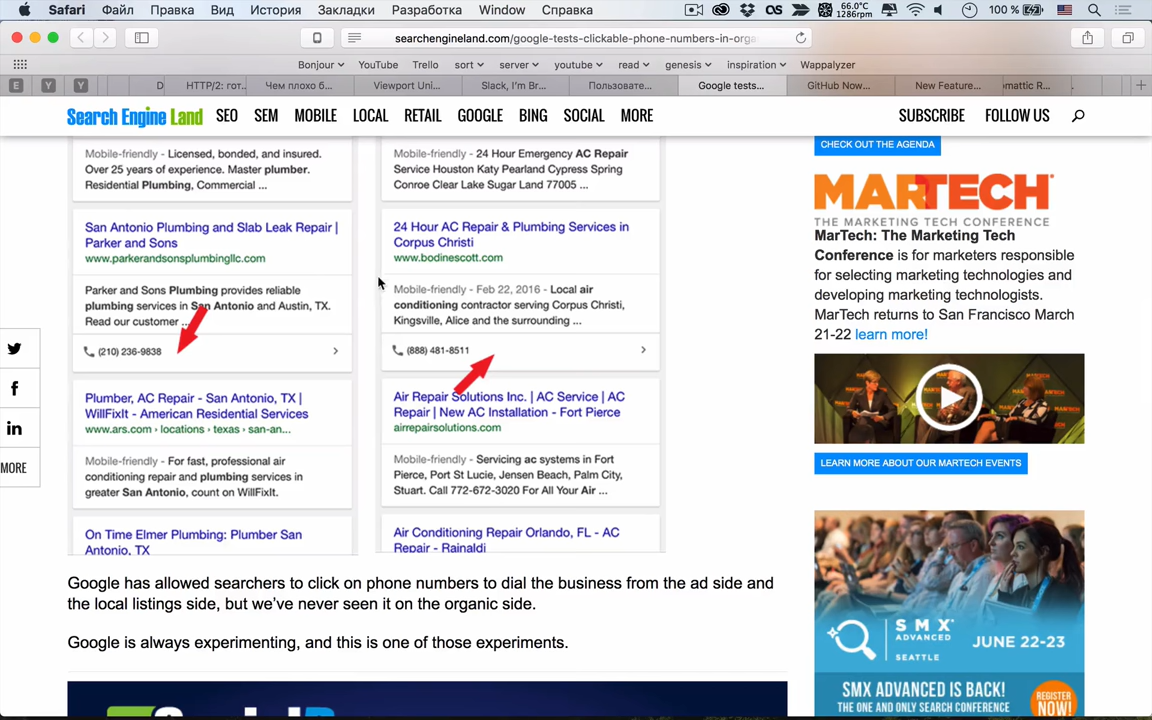 Safari Файл Правка Вид История Закладки Разработка Window Справка OS 66.0°C 1286rpm 100 %
searchengineland.com/google-tests-clickable-phone-numbers-in-orga
Bonjour YouTube Trello sort server youtube read genesis inspiration Wappalyzer
E Y Y D HTTP/2: гот... Чем плохо б... Viewport Uni... Slack, I'm Br... Пользовате... Google tests... GitHub Now... New Feature... omattic R...
Search Engine Land SEO SEM MOBILE LOCAL RETAIL GOOGLE BING SOCIAL MORE SUBSCRIBE FOLLOW US
Mobile-friendly - Licensed, bonded, and insured.
Over 25 years of experience. Master plumber.
Residential Plumbing, Commercial ...
San Antonio Plumbing and Slab Leak Repair |
Parker and Sons
www.parkerandsonsplumbingllc.com
Parker and Sons Plumbing provides reliable
plumbing services in San Antonio and Austin, TX.
Read our customer ...
(210) 236-9838
Plumber, AC Repair - San Antonio, TX |
WillFixIt - American Residential Services
www.ars.com › locations › texas › san-an...
Mobile-friendly - For fast, professional air
conditioning repair and plumbing services in
greater San Antonio, count on WillFixIt.
On Time Elmer Plumbing: Plumber San
Antonio, TX
Mobile-friendly - 24 Hour Emergency AC Repair
Service Houston Katy Pearland Cypress Spring
Conroe Clear Lake Sugar Land 77005 ...
24 Hour AC Repair & Plumbing Services in
Corpus Christi
www.bodinescott.com
Mobile-friendly - Feb 22, 2016 - Local air
conditioning contractor serving Corpus Christi,
Kingsville, Alice and the surrounding ...
(888) 481-8511
Air Repair Solutions Inc. | AC Service | AC
Repair | New AC Installation - Fort Pierce
airrepairsolutions.com
Mobile-friendly - Servicing ac systems in Fort
Pierce, Port St Lucie, Jensen Beach, Palm City,
Stuart. Call 772-672-3020 For All Your Air ...
Air Conditioning Repair Orlando, FL - AC
Repair - Rainaldi
MORE
Google has allowed searchers to click on phone numbers to dial the business from the ad side and
the local listings side, but we've never seen it on the organic side.
Google is always experimenting, and this is one of those experiments.
CHECK OUT THE AGENDA
MARTECH
THE MARKETING TECH CONFERENCE
MarTech: The Marketing Tech
Conference is for marketers responsible
for selecting marketing technologies and
developing marketing technologists.
MarTech returns to San Francisco March
21-22 learn more!
MARTECH
LEARN MORE ABOUT OUR MARTECH EVENTS
SMX
ADVANCED
SEATTLE
JUNE 22-23
SMX ADVANCED IS BACK!
THE ONE AND ONLY SEARCH CONFERENCE
REGISTER
NOW!